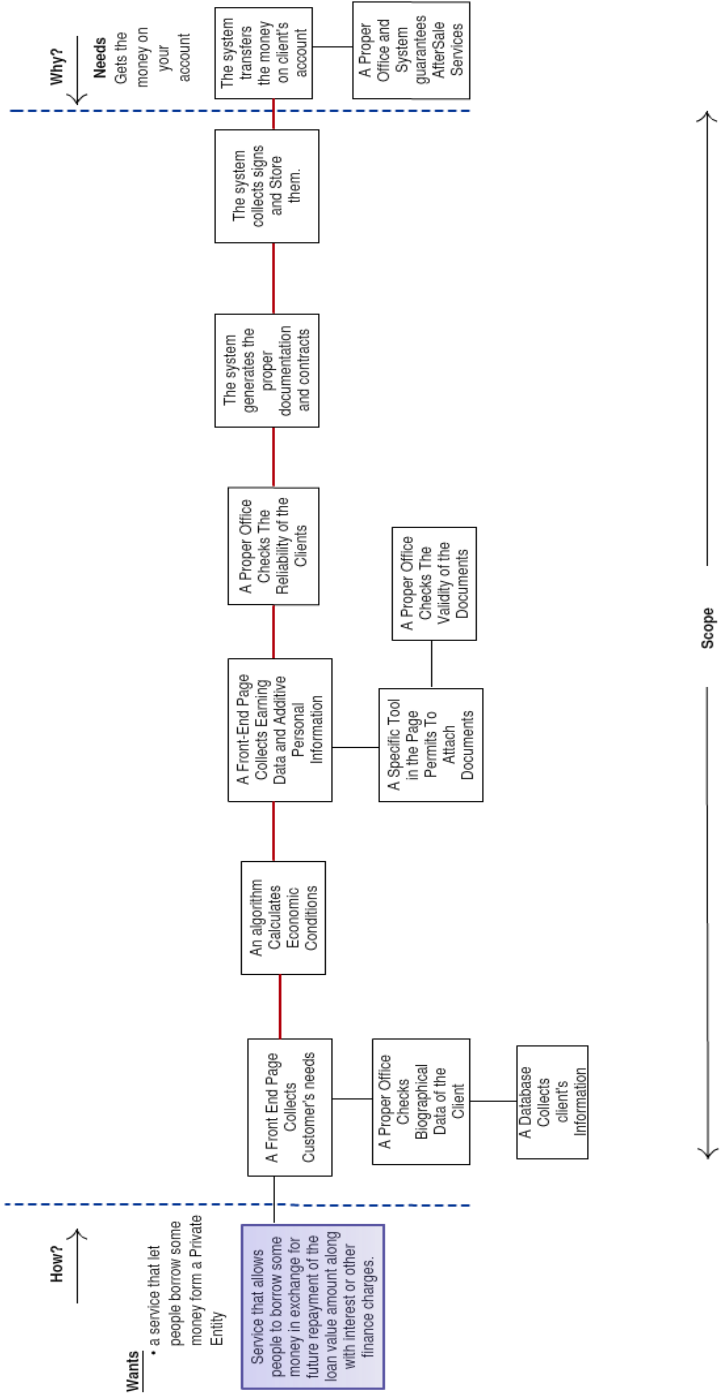 How?
Wants
• a service that let
people borrow some
money form a Private
Entity
Service that allows
people to borrow some
money in exchange for
future repayment of the
loan value amount along
with interest or other
finance charges.
A Front End Page
Collects
Customer's needs
A Proper Office
Checks
Biographical
Data of the
Client
A Database
Collects
client's
Information
An algorithm
Calculates
Economic
Conditions
A Front-End Page
Collects Earning
Data and Additive
Personal
Information
A Specific Tool
in the Page
Permits To
Attach
Documents
A Proper Office
Checks The
Validity of the
Documents
A Proper Office
Checks The
Reliability of the
Clients
The system
generates the
proper
documentation
and contracts
The system
collects signs
and Store
them.
The system
transfers
the money
on client's
account
A Proper
Office and
System
guarantees
AfterSale
Services
Why?
Needs
Gets the
money on
your
account
Scope